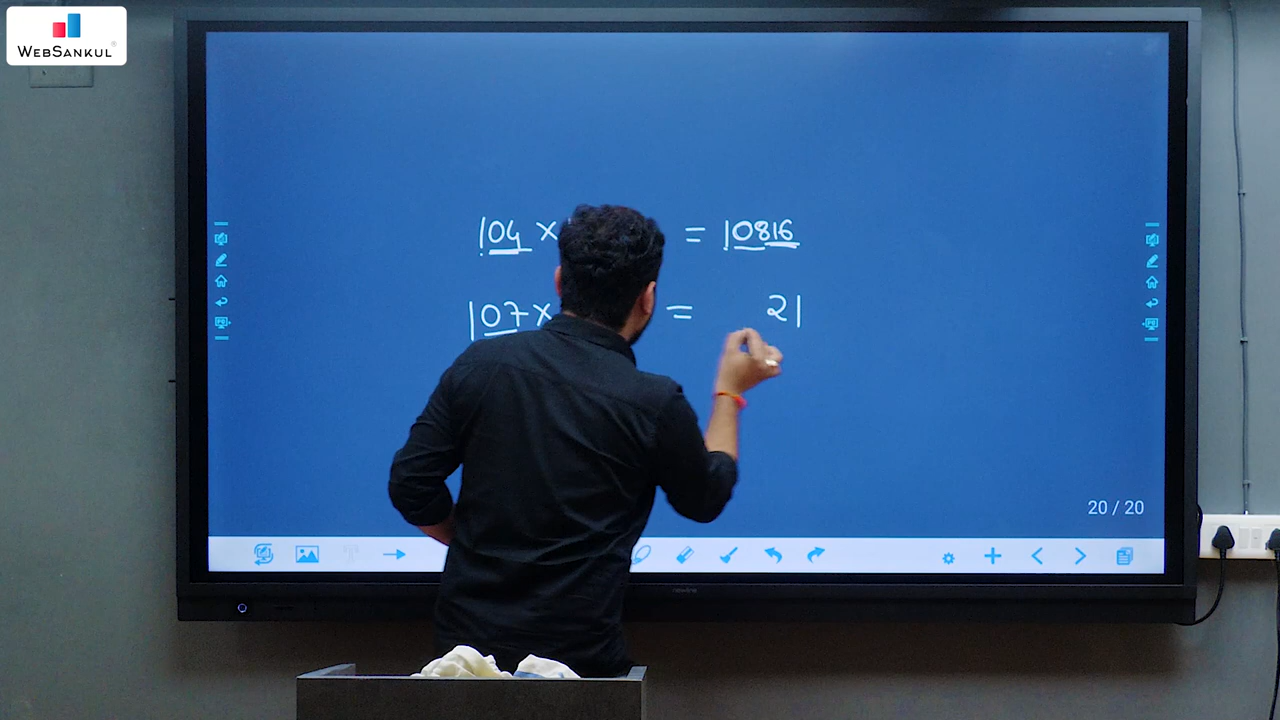 WEBSANKUL®
104 × = 10816
107 × = 21
20 / 20